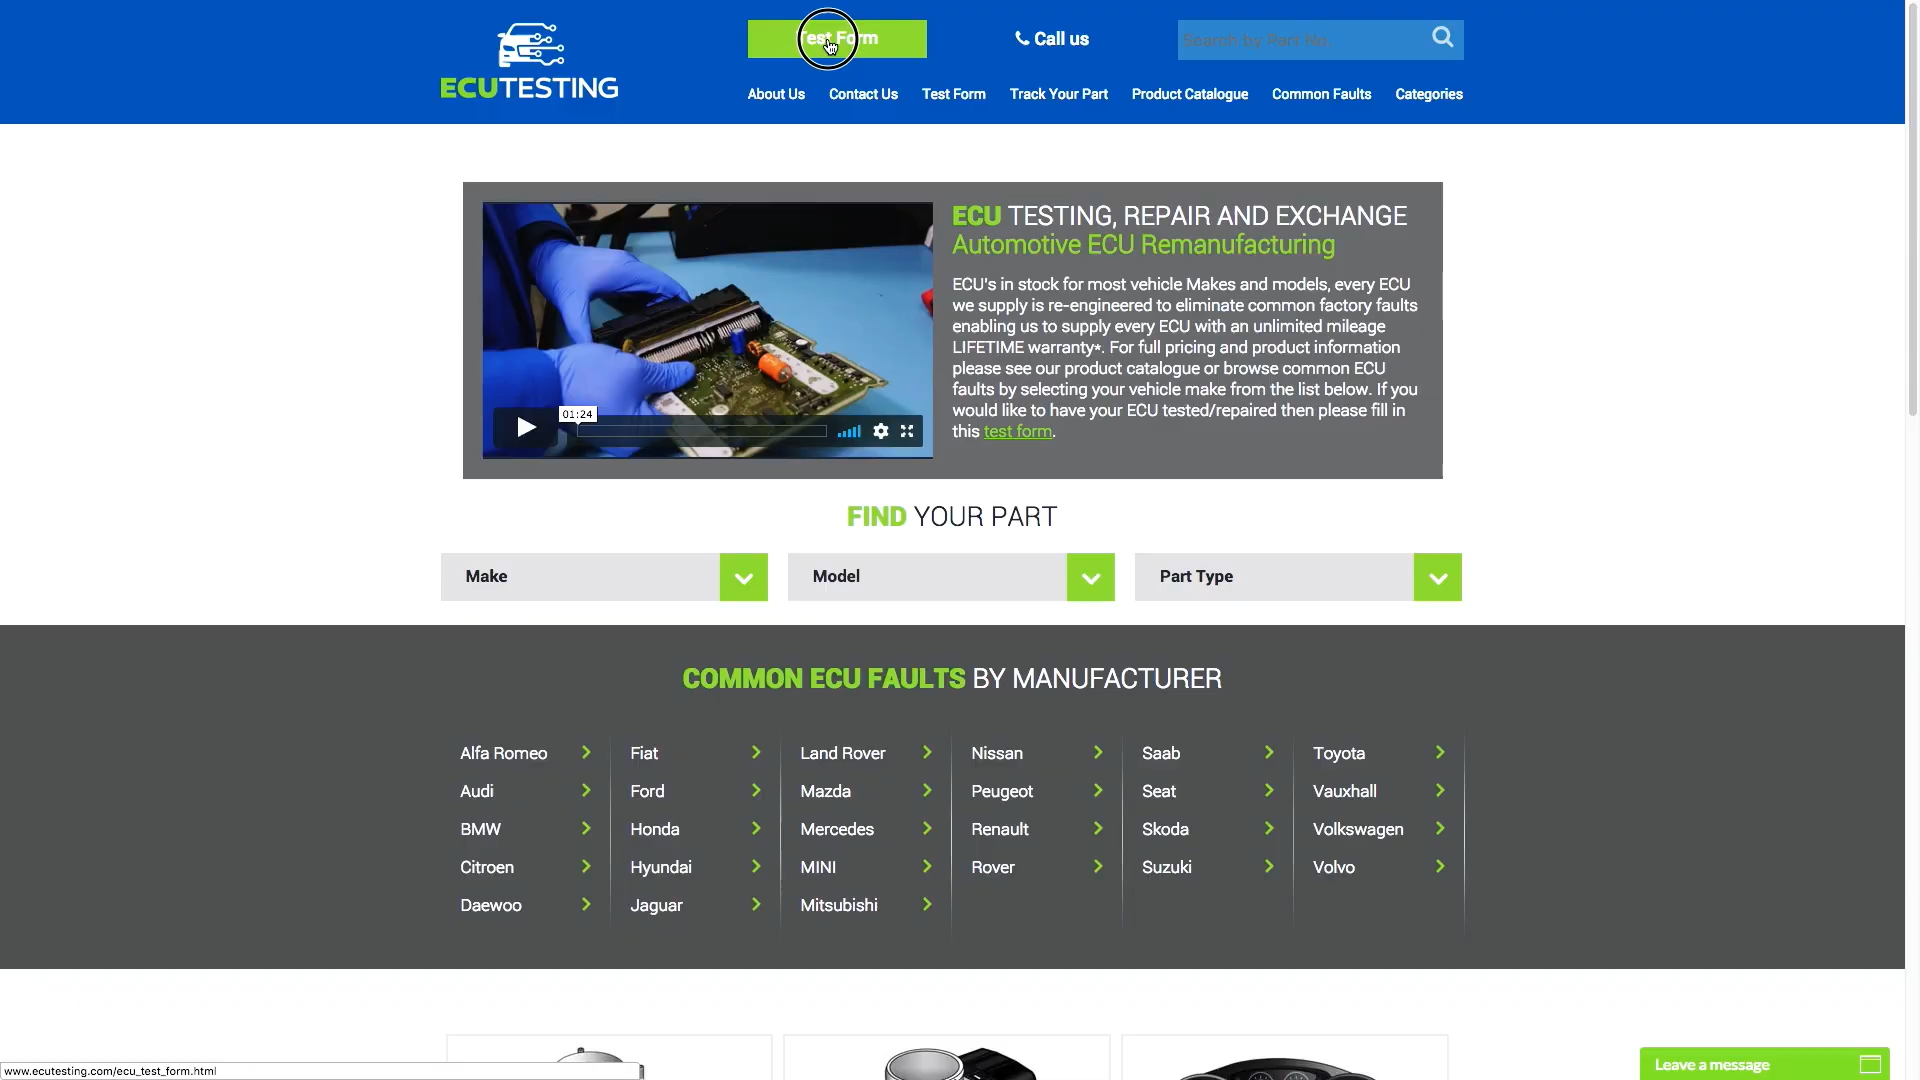 Test Form
Call us
Search by Part No.
ECUTESTING
About Us
Contact Us
Test Form
Track Your Part
Product Catalogue
Common Faults
Categories
ECU TESTING, REPAIR AND EXCHANGE
Automotive ECU Remanufacturing
ECU's in stock for most vehicle Makes and models, every ECU
we supply is re-engineered to eliminate common factory faults
enabling us to supply every ECU with an unlimited mileage
LIFETIME warranty*. For full pricing and product information
please see our product catalogue or browse common ECU
faults by selecting your vehicle make from the list below. If you
would like to have your ECU tested/repaired then please fill in
this test form.
01:24
FIND YOUR PART
Make
Model
Part Type
COMMON ECU FAULTS BY MANUFACTURER
Alfa Romeo
Audi
BMW
Citroen
Daewoo
Fiat
Ford
Honda
Hyundai
Jaguar
Land Rover
Mazda
Mercedes
MINI
Mitsubishi
Nissan
Peugeot
Renault
Rover
Saab
Seat
Skoda
Suzuki
Toyota
Vauxhall
Volkswagen
Volvo
www.ecutesting.com/ecu_test_form.html
Leave a message